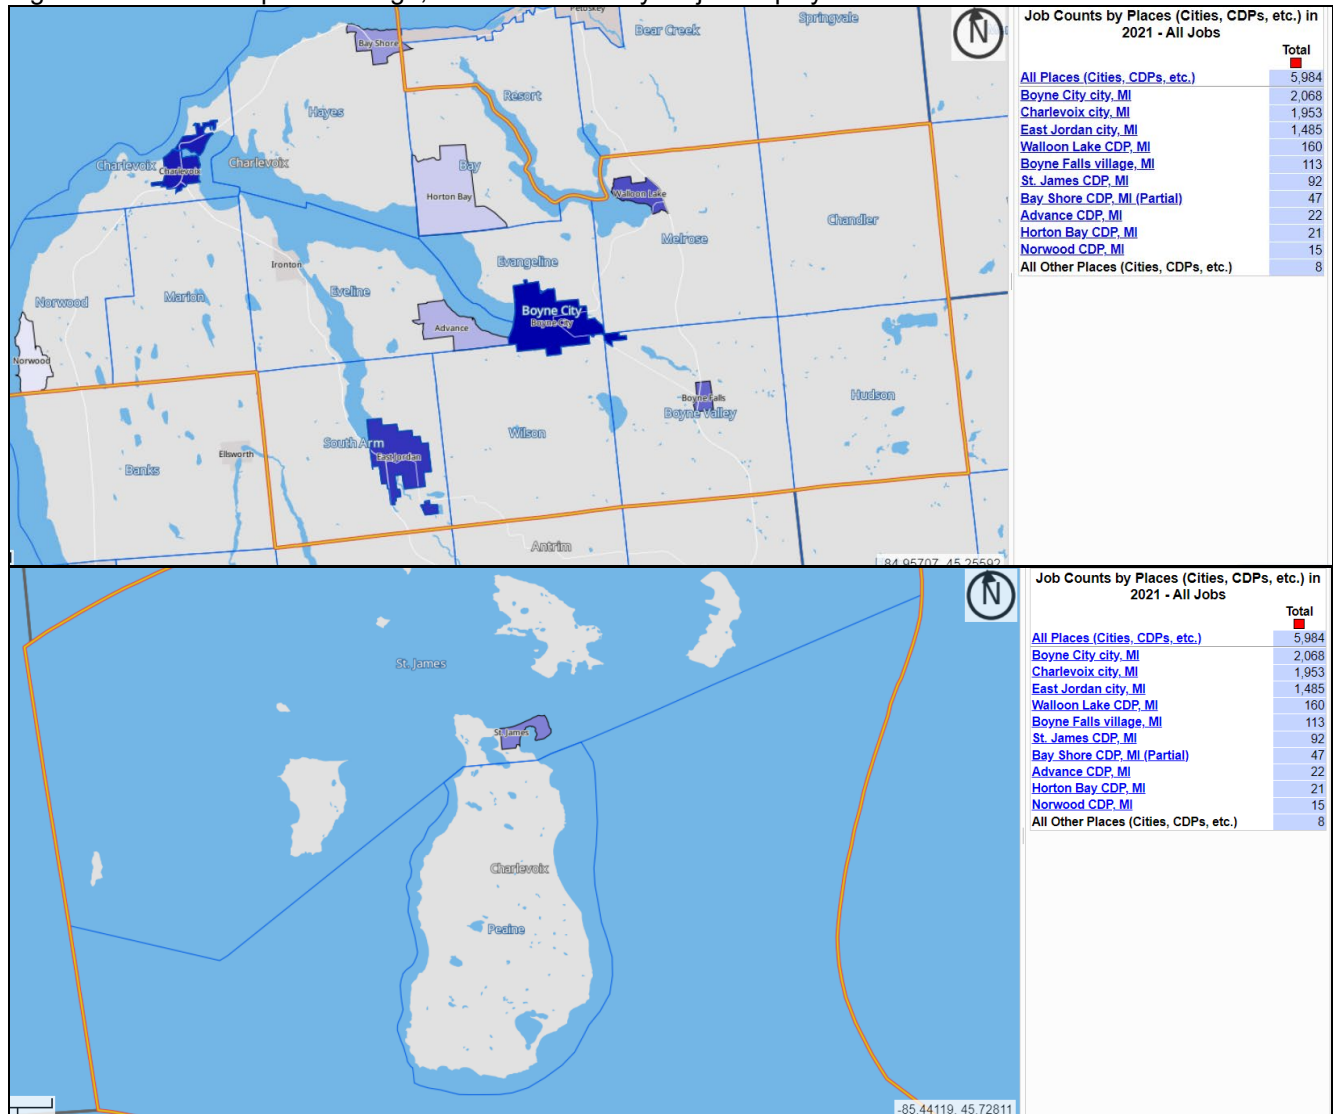 Petoskey
Springvale
Bear Creek
Bay Shore
N
Resort
Hayes
Charlevoix
Charlevoix
Charlevoix
Bay
Horton Bay
Walloon Lake
Chandler
Melrose
Evangeline
Ironton
Eveline
Marion
Norwood
Boyne City
Boyne City
Advance
Norwood
Boyne Falls
Boyne Valley
Hudson
Wilson
South Arm
East Jordan
Ellsworth
Banks
Antrim
84.95707, 45.25592
Job Counts by Places (Cities, CDPs, etc.) in
2021 - All Jobs
Total
All Places (Cities, CDPs, etc.) 5,984
Boyne City city, MI 2,068
Charlevoix city, MI 1,953
East Jordan city, MI 1,485
Walloon Lake CDP, MI 160
Boyne Falls village, MI 113
St. James CDP, MI 92
Bay Shore CDP, MI (Partial) 47
Advance CDP, MI 22
Horton Bay CDP, MI 21
Norwood CDP, MI 15
All Other Places (Cities, CDPs, etc.) 8
N
St. James
St. James
Charlevoix
Peaine
-85.44119, 45.72811
Job Counts by Places (Cities, CDPs, etc.) in
2021 - All Jobs
Total
All Places (Cities, CDPs, etc.) 5,984
Boyne City city, MI 2,068
Charlevoix city, MI 1,953
East Jordan city, MI 1,485
Walloon Lake CDP, MI 160
Boyne Falls village, MI 113
St. James CDP, MI 92
Bay Shore CDP, MI (Partial) 47
Advance CDP, MI 22
Horton Bay CDP, MI 21
Norwood CDP, MI 15
All Other Places (Cities, CDPs, etc.) 8